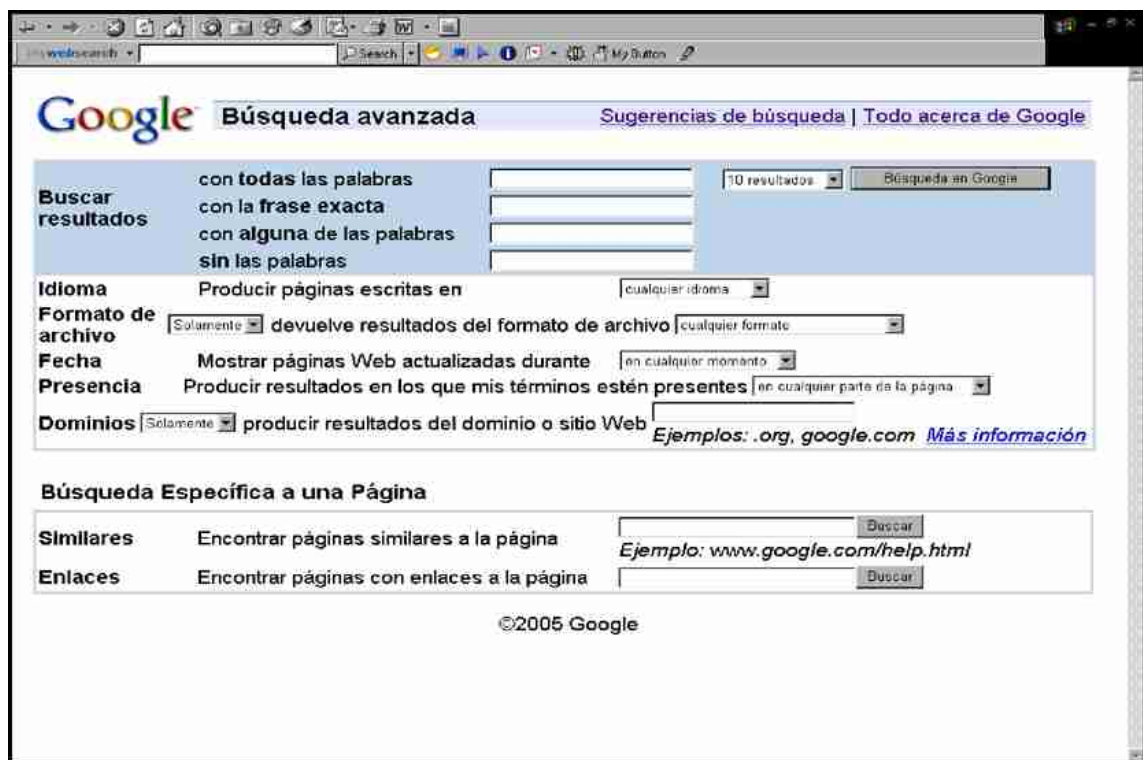 websearch
Search
My Button
Google Búsqueda avanzada Sugerencias de búsqueda | Todo acerca de Google
Buscar resultados
con todas las palabras 10 resultados Búsqueda en Google
con la frase exacta
con alguna de las palabras
sin las palabras
Idioma Producir páginas escritas en cualquier idioma
Formato de archivo Solamente devuelve resultados del formato de archivo cualquier formato
Fecha Mostrar páginas Web actualizadas durante en cualquier momento
Presencia Producir resultados en los que mis términos estén presentes en cualquier parte de la página
Dominios Solamente producir resultados del dominio o sitio Web
Ejemplos: .org, google.com Más información
Búsqueda Específica a una Página
Similares Encontrar páginas similares a la página Buscar
Ejemplo: www.google.com/help.html
Enlaces Encontrar páginas con enlaces a la página Buscar
©2005 Google